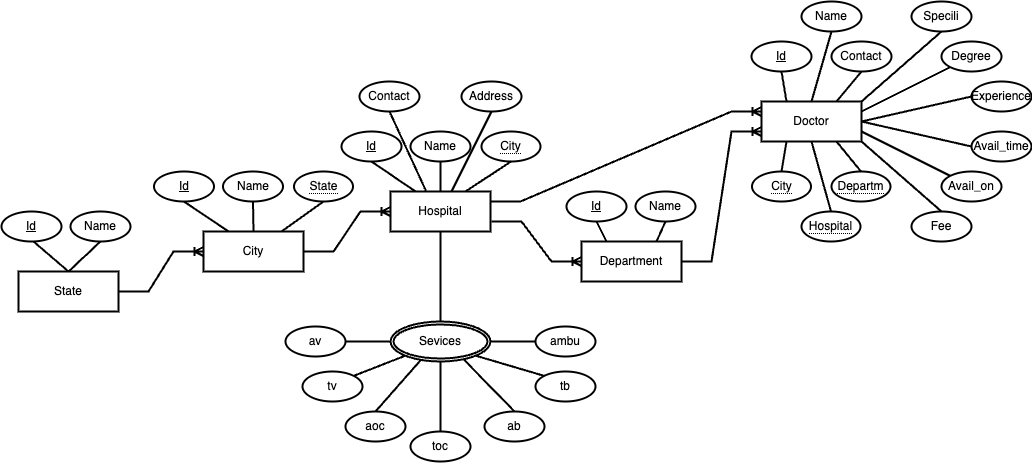 Name
Specili
Id
Contact
Degree
Contact
Address
Experience
Doctor
Id
Name
City
Avail_time
Id
Name
State
City
Departm
Avail_on
Hospital
Id
Name
Id
Name
Hospital
Fee
City
Department
State
av
Sevices
ambu
tv
tb
aoc
ab
toc